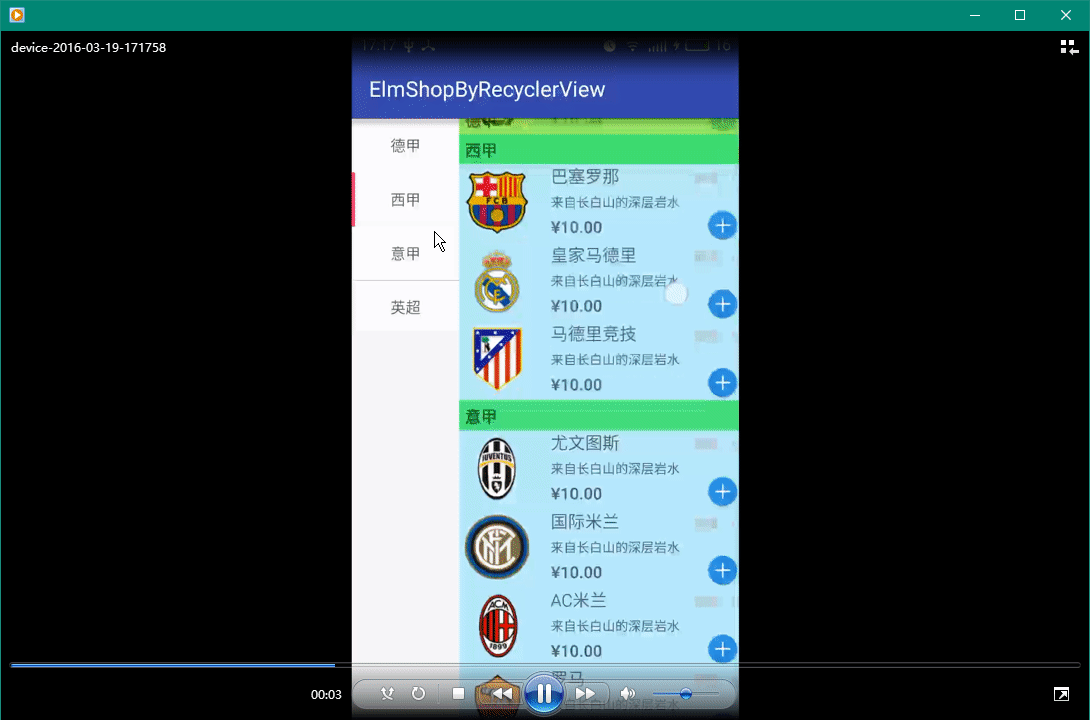 device-2016-03-19-171758
17:17
16
ElmShopByRecyclerView
德甲
西甲
意甲
英超
德甲
西甲
巴塞罗那
来自长白山的深层岩水
¥10.00
皇家马德里
来自长白山的深层岩水
¥10.00
马德里竞技
来自长白山的深层岩水
¥10.00
意甲
尤文图斯
来自长白山的深层岩水
¥10.00
国际米兰
来自长白山的深层岩水
¥10.00
AC米兰
来自长白山的深层岩水
¥10.00
罗马
00:03